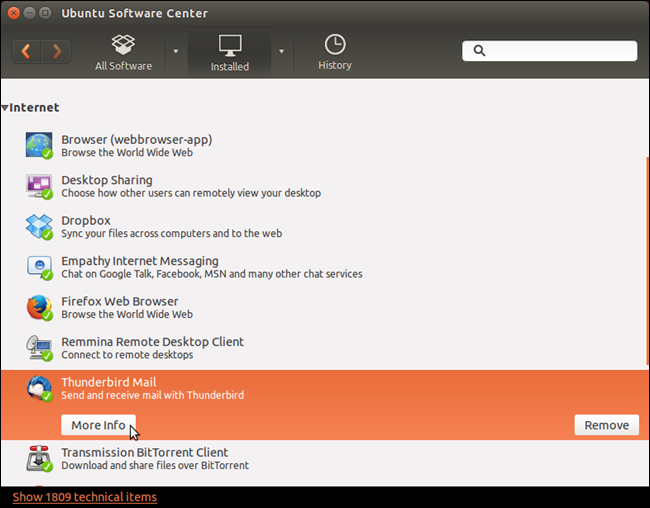 Ubuntu Software Center
All Software
Installed
History
Internet
Browser (webbrowser-app)
Browse the World Wide Web
Desktop Sharing
Choose how other users can remotely view your desktop
Dropbox
Sync your files across computers and to the web
Empathy Internet Messaging
Chat on Google Talk, Facebook, MSN and many other chat services
Firefox Web Browser
Browse the World Wide Web
Remmina Remote Desktop Client
Connect to remote desktops
Thunderbird Mail
Send and receive mail with Thunderbird
More Info Remove
Transmission BitTorrent Client
Download and share files over BitTorrent
Show 1809 technical items